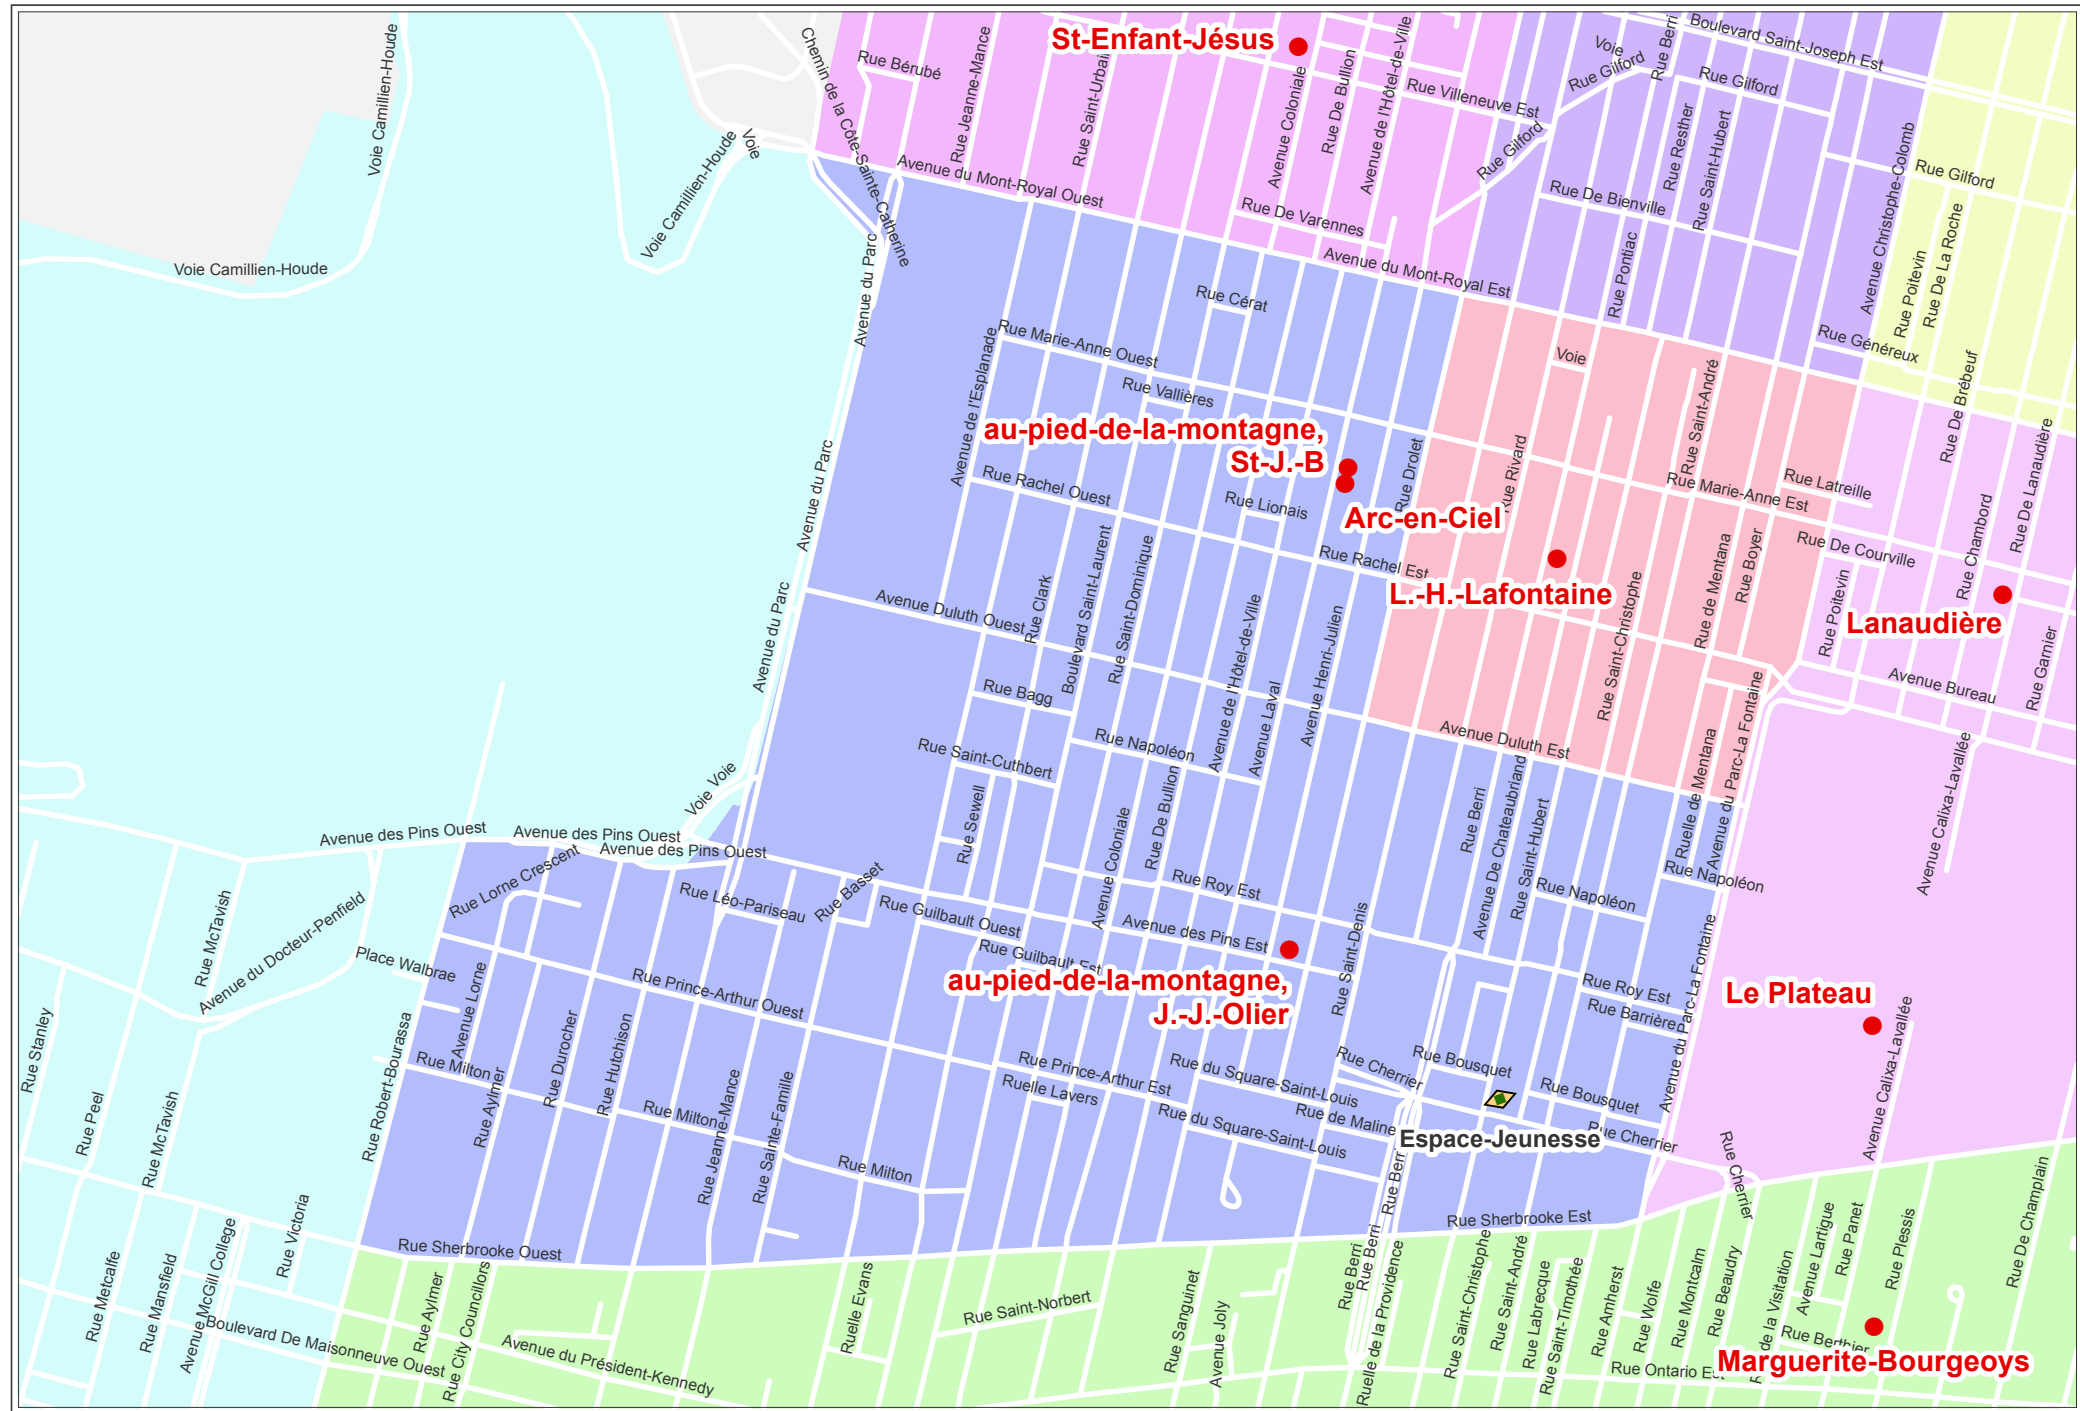 St-Enfant-Jésus
Boulevard Saint-Joseph Est
Voie Camillien-Houde
Chemin de la Côte-Sainte-Catherine
Rue Bérubé
Rue Jeanne-Mance
Rue Saint-Urbain
Avenue Coloniale
Rue De Bullion
Avenue de l'Hôtel-de-Ville
Rue Villeneuve Est
Voie
Rue Gilford
Rue Berri
Rue Gilford
Rue Gilford
Rue Resther
Rue Saint-Hubert
Avenue Christophe-Colomb
Rue Gilford
Voie Camillien-Houde
Voie
Avenue du Mont-Royal Ouest
Rue De Varennes
Rue De Bienville
Rue Pontiac
Rue Poitevin
Rue De La Roche
Voie Camillien-Houde
Avenue du Parc
Avenue du Mont-Royal Est
Rue Cérat
Rue Généreux
Rue Marie-Anne Ouest
Voie
Rue Vallières
Avenue de l'Esplanade
Rue Saint-André
Rue De Brébeuf
Rue De Lanaudière
au-pied-de-la-montagne,
St-J.-B
Rue Drolet
Rue Rivard
Avenue du Parc
Rue Rachel Ouest
Rue Lionais
Rue Marie-Anne Est
Rue Latreille
Arc-en-Ciel
Rue De Courville
Rue Chambord
Rue Rachel Est
L.-H.-Lafontaine
Rue de Mentana
Rue Boyer
Rue Poitevin
Lanaudière
Rue Garnier
Avenue du Parc
Avenue Duluth Ouest
Rue Clark
Boulevard Saint-Laurent
Rue Saint-Dominique
Avenue de l'Hôtel-de-Ville
Avenue Laval
Avenue Henri-Julien
Rue Saint-Christophe
Avenue Bureau
Rue Bagg
Rue Napoléon
Avenue Duluth Est
Rue Saint-Cuthbert
Ruelle de Mentana
Avenue du Parc-La Fontaine
Avenue Calixa-Lavallée
Voie
Voie
Rue Sewell
Avenue Coloniale
Rue De Bullion
Rue Berri
Avenue De Chateaubriand
Rue Saint-Hubert
Avenue des Pins Ouest
Avenue des Pins Ouest
Avenue des Pins Ouest
Rue Lorne Crescent
Rue Léo-Pariseau
Rue Basset
Rue Roy Est
Rue Napoléon
Rue Napoléon
Rue McTavish
Avenue du Docteur-Penfield
Place Walbrae
Rue Guilbault Ouest
Rue Guilbault Est
Avenue des Pins Est
au-pied-de-la-montagne,
J.-J.-Olier
Rue Saint-Denis
Rue Roy Est
Rue Barrière
Avenue du Parc-La Fontaine
Le Plateau
Rue Stanley
Avenue Lorne
Rue Prince-Arthur Ouest
Rue Peel
Rue McTavish
Rue Robert-Bourassa
Rue Milton
Rue Aylmer
Rue Durocher
Rue Hutchison
Rue Milton
Rue Jeanne-Mance
Rue Sainte-Famille
Rue Prince-Arthur Est
Ruelle Lavers
Rue du Square-Saint-Louis
Rue du Square-Saint-Louis
Rue de Maline
Rue Cherrier
Rue Bousquet
Rue Bousquet
Rue Cherrier
Espace-Jeunesse
Avenue Calixa-Lavallée
Rue Cherrier
Rue Milton
Rue Berri
Rue Victoria
Rue Sherbrooke Ouest
Rue Sherbrooke Est
Rue Metcalfe
Rue Mansfield
Avenue McGill College
Boulevard De Maisonneuve Ouest
Rue Aylmer
Rue City Councillors
Avenue du Président-Kennedy
Ruelle Evans
Rue Saint-Norbert
Rue Sanguinet
Avenue Joly
Rue Berri
Rue Berri
Ruelle de la Providence
Rue Saint-Christophe
Rue Saint-André
Rue Labrecque
Rue Saint-Timothée
Rue Amherst
Rue Wolfe
Rue Montcalm
Rue Beaudry
de la Visitation
Avenue Lartigue
Rue Panet
Rue Plessis
Rue De Champlain
Rue Berthier
Rue Ontario Est
Marguerite-Bourgeoys